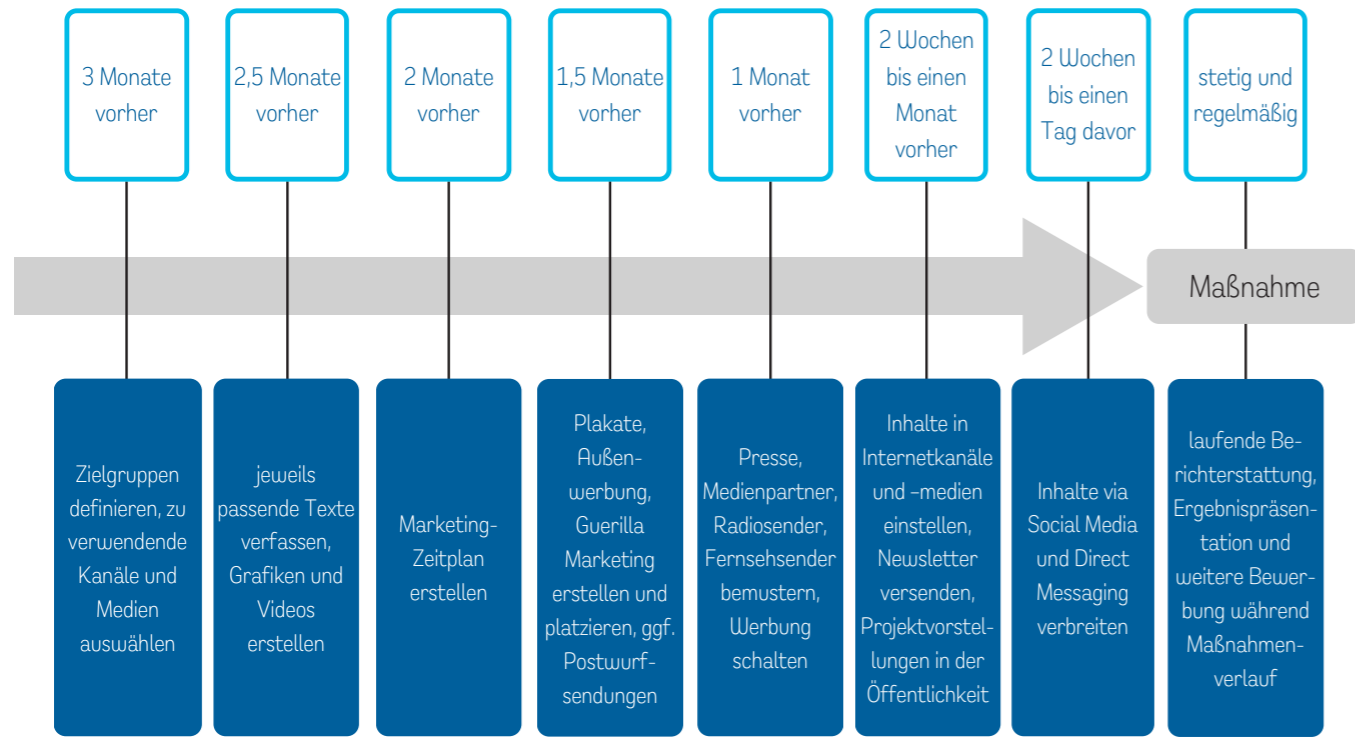 3 Monate
vorher
2,5 Monate
vorher
2 Monate
vorher
1,5 Monate
vorher
1 Monat
vorher
2 Wochen
bis einen
Monat
vorher
2 Wochen
bis einen
Tag davor
stetig und
regelmäßig
Maßnahme
Zielgruppen
definieren, zu
verwendende
Kanäle und
Medien
auswählen
jeweils
passende Texte
verfassen,
Grafiken und
Videos
erstellen
Marketing-
Zeitplan
erstellen
Plakate,
Außen-
werbung,
Guerilla
Marketing
erstellen und
platzieren, ggf.
Postwurf-
sendungen
Presse,
Medienpartner,
Radiosender,
Fernsehsender
bemustern,
Werbung
schalten
Inhalte in
Internetkanäle
und -medien
einstellen,
Newsletter
versenden,
Projektvorstel-
lungen in der
Öffentlichkeit
Inhalte via
Social Media
und Direct
Messaging
verbreiten
laufende Be-
richterstattung,
Ergebnispräsen-
tation und
weitere Bewer-
bung während
Maßnahmen-
verlauf